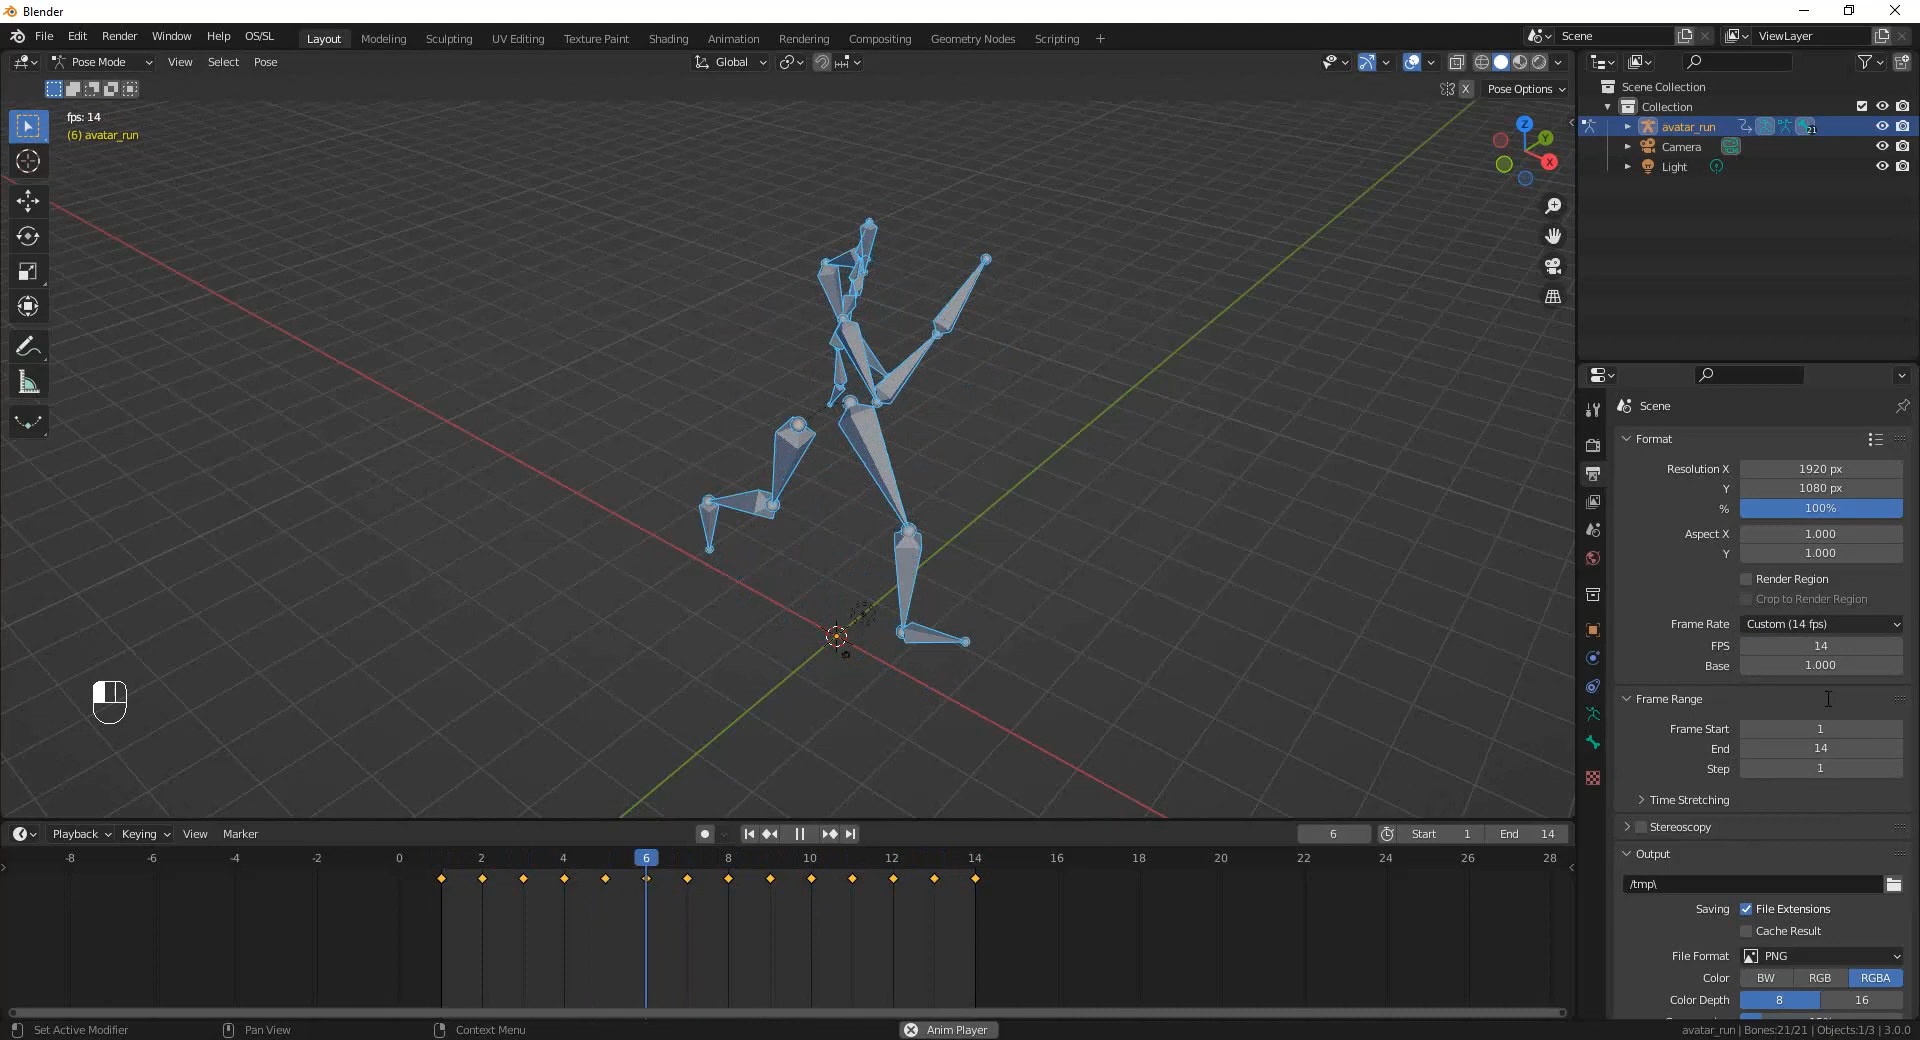 Blender
File Edit Render Window Help OS/SL Layout Modeling Sculpting UV Editing Texture Paint Shading Animation Rendering Compositing Geometry Nodes Scripting + Scene ViewLayer
Pose Mode View Select Pose Global
X Pose Options
fps: 14
(6) avatar_run
Z
Y
X
Scene Collection
Collection
avatar_run 21
Camera
Light
Scene
Format
Resolution X 1920 px
Y 1080 px
% 100%
Aspect X 1.000
Y 1.000
Render Region
Crop to Render Region
Frame Rate Custom (14 fps)
FPS 14
Base 1.000
Frame Range
Frame Start 1
End 14
Step 1
Time Stretching
Stereoscopy
Output
/tmp\
Saving File Extensions
Cache Result
File Format PNG
Color BW RGB RGBA
Color Depth 8 16
Playback Keying View Marker 6 Start 1 End 14
-8 -6 -4 -2 0 2 4 6 8 10 12 14 16 18 20 22 24 26 28
Set Active Modifier Pan View Context Menu Anim Player avatar_run | Bones:21/21 | Objects:1/3 | 3.0.0